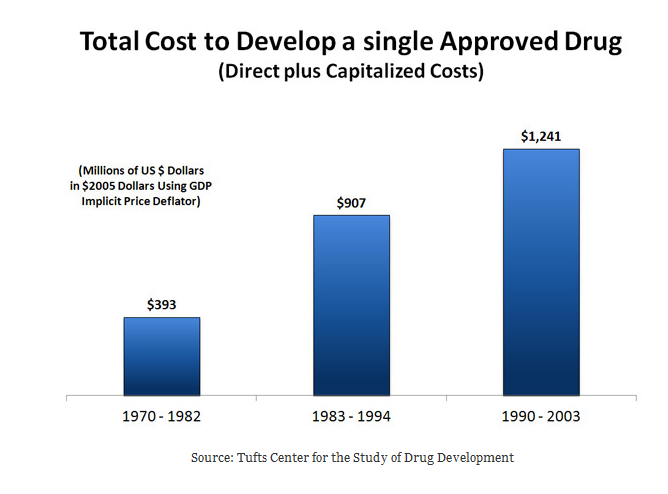 Total Cost to Develop a single Approved Drug
(Direct plus Capitalized Costs)
(Millions of US $ Dollars
in $2005 Dollars Using GDP
Implicit Price Deflator)
$393
$907
$1,241
1970 - 1982
1983 - 1994
1990 - 2003
Source: Tufts Center for the Study of Drug Development